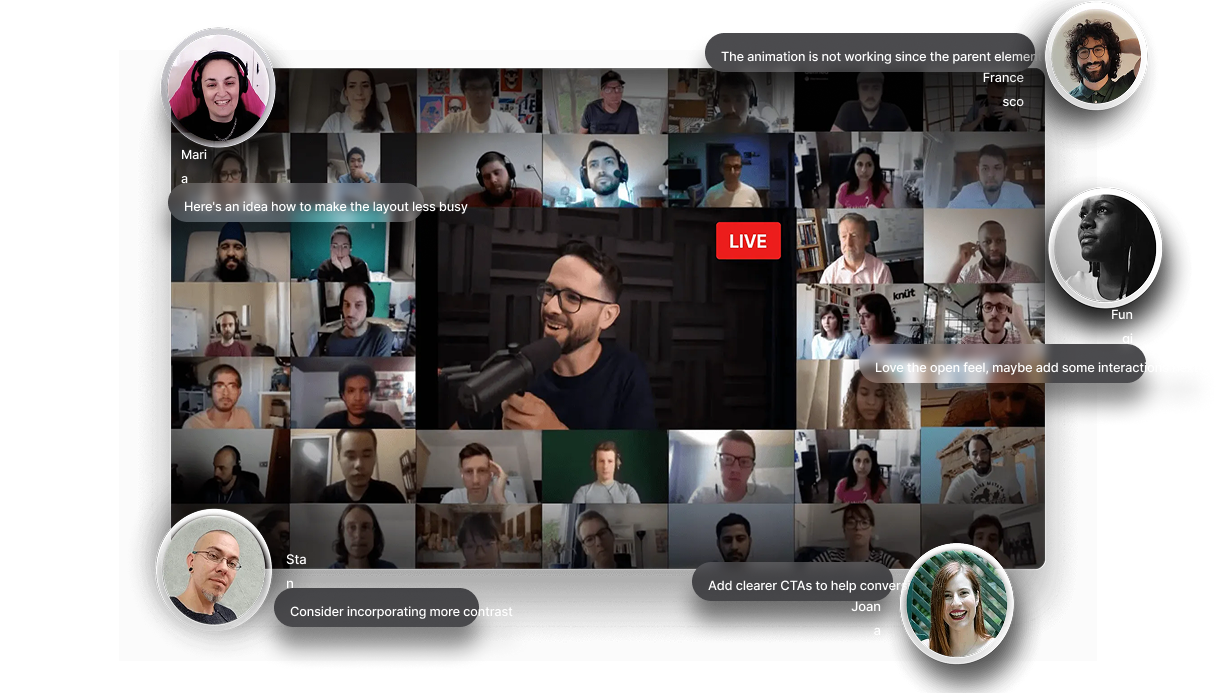 The animation is not working since the parent elemen
France
sco
Mari
a
Here's an idea how to make the layout less busy
LIVE
knüt
Fun
gi
Love the open feel, maybe add some interactio
Sta
n
Consider incorporating more contrast
Add clearer CTAs to help conver
Joan
a